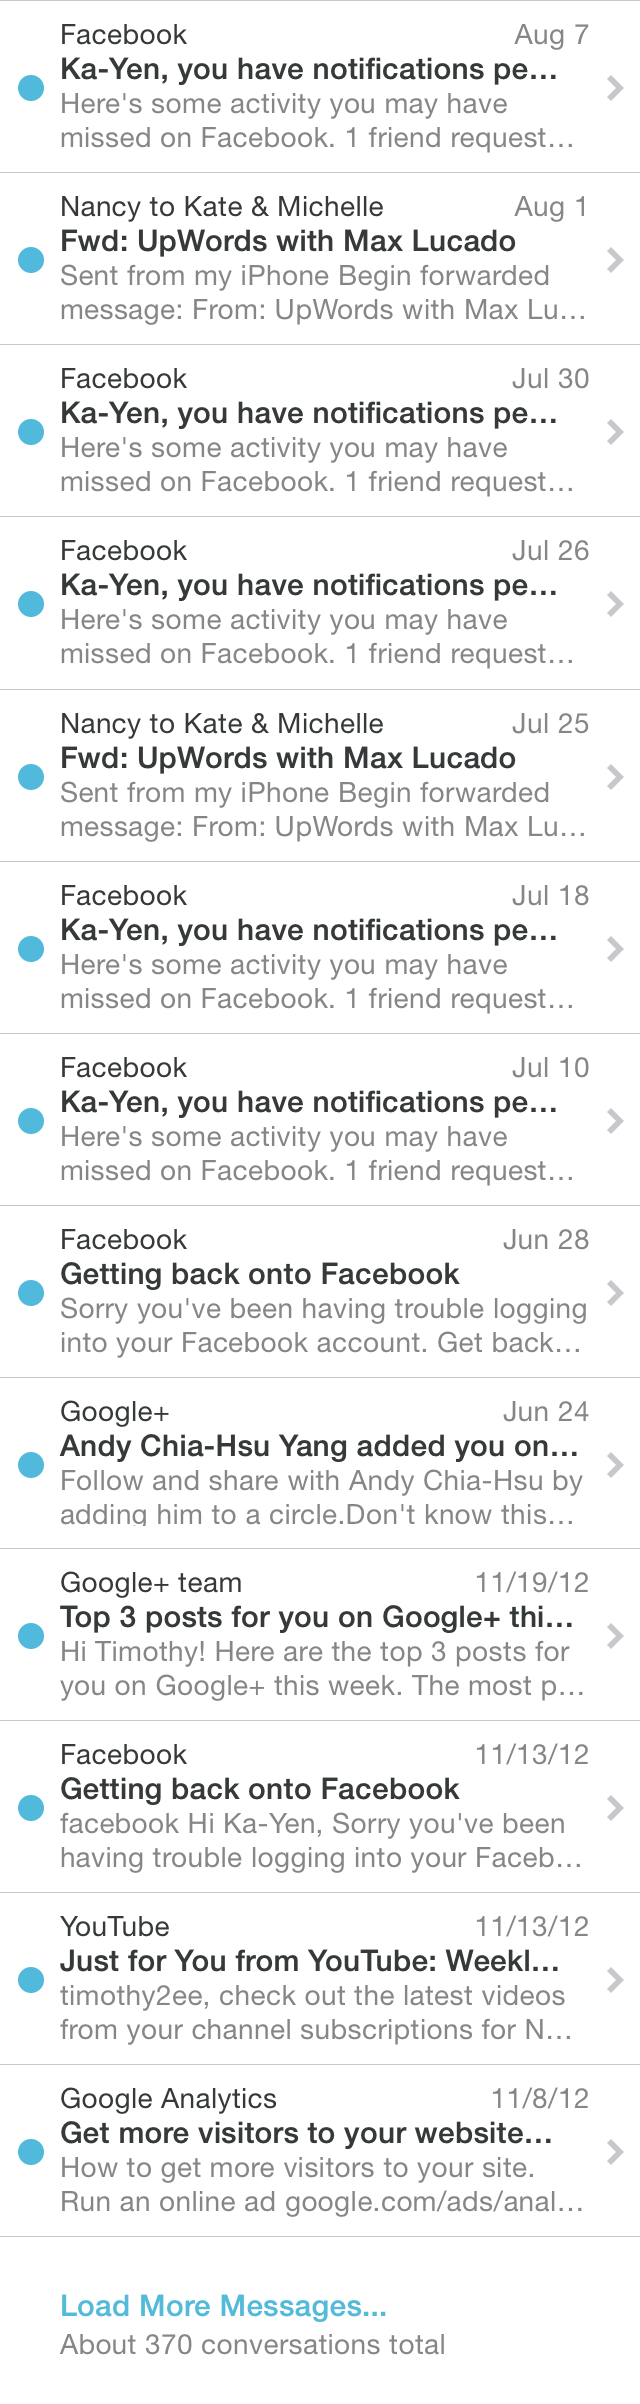 Facebook Aug 7
Ka-Yen, you have notifications pe...
Here's some activity you may have
missed on Facebook. 1 friend request...
Nancy to Kate & Michelle Aug 1
Fwd: UpWords with Max Lucado
Sent from my iPhone Begin forwarded
message: From: UpWords with Max Lu...
Facebook Jul 30
Ka-Yen, you have notifications pe...
Here's some activity you may have
missed on Facebook. 1 friend request...
Facebook Jul 26
Ka-Yen, you have notifications pe...
Here's some activity you may have
missed on Facebook. 1 friend request...
Nancy to Kate & Michelle Jul 25
Fwd: UpWords with Max Lucado
Sent from my iPhone Begin forwarded
message: From: UpWords with Max Lu...
Facebook Jul 18
Ka-Yen, you have notifications pe...
Here's some activity you may have
missed on Facebook. 1 friend request...
Facebook Jul 10
Ka-Yen, you have notifications pe...
Here's some activity you may have
missed on Facebook. 1 friend request...
Facebook Jun 28
Getting back onto Facebook
Sorry you've been having trouble logging
into your Facebook account. Get back...
Google+ Jun 24
Andy Chia-Hsu Yang added you on...
Follow and share with Andy Chia-Hsu by
adding him to a circle.Don't know this...
Google+ team 11/19/12
Top 3 posts for you on Google+ thi...
Hi Timothy! Here are the top 3 posts for
you on Google+ this week. The most p...
Facebook 11/13/12
Getting back onto Facebook
facebook Hi Ka-Yen, Sorry you've been
having trouble logging into your Faceb...
YouTube 11/13/12
Just for You from YouTube: Weekl...
timothy2ee, check out the latest videos
from your channel subscriptions for N...
Google Analytics 11/8/12
Get more visitors to your website...
How to get more visitors to your site.
Run an online ad google.com/ads/anal...
Load More Messages...
About 370 conversations total